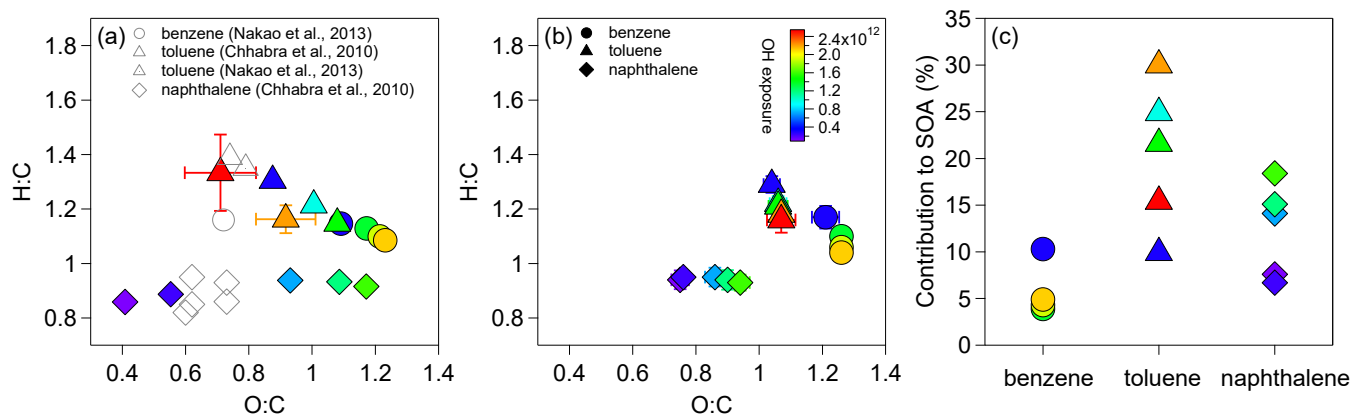 (a)
benzene (Nakao et al., 2013)
toluene (Chhabra et al., 2010)
toluene (Nakao et al., 2013)
naphthalene (Chhabra et al., 2010)
1.8
1.6
1.4
1.2
1
0.8
H:C
0.4 0.6 0.8 1 1.2 1.4
O:C
(b)
benzene
toluene
naphthalene
OH exposure
2.4x10¹²
2.0
1.6
1.2
0.8
0.4
1.8
1.6
1.4
1.2
1
0.8
H:C
0.4 0.6 0.8 1 1.2 1.4
O:C
(c)
Contribution to SOA (%)
35
30
25
20
15
10
5
0
benzene toluene naphthalene